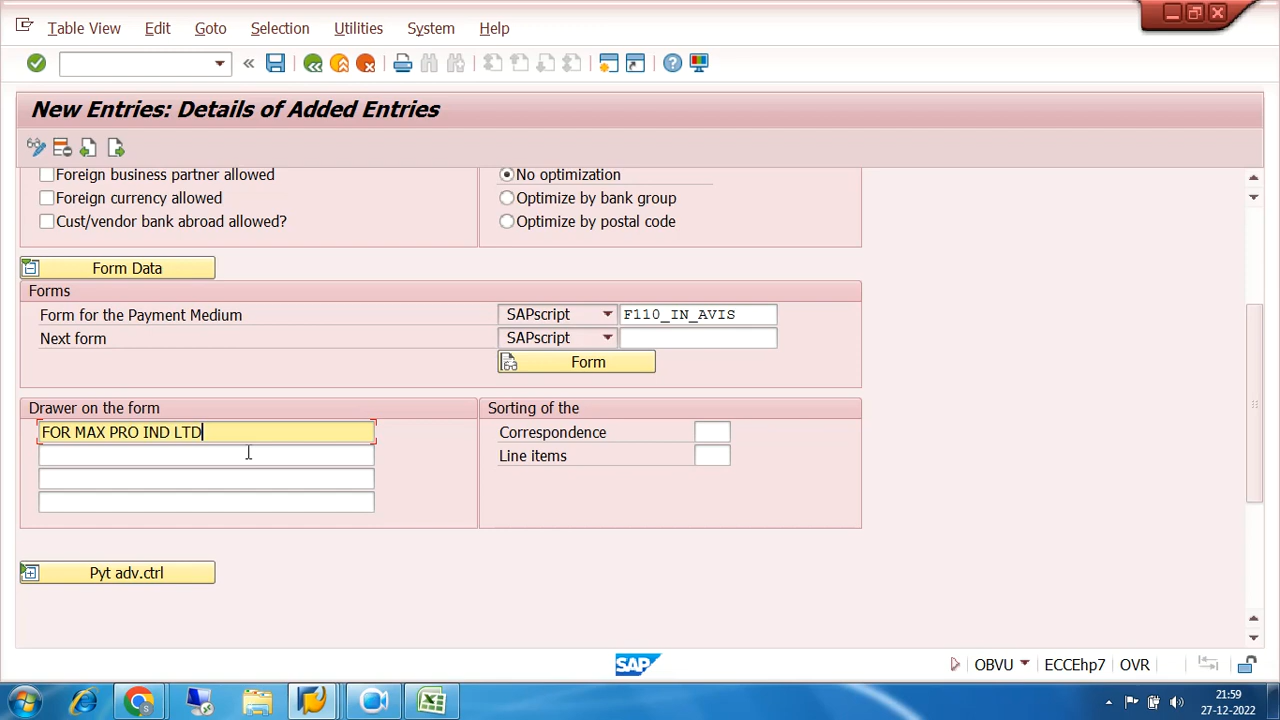 Table View Edit Goto Selection Utilities System Help
New Entries: Details of Added Entries
Foreign business partner allowed
No optimization
Foreign currency allowed
Optimize by bank group
Cust/vendor bank abroad allowed?
Optimize by postal code
Form Data
Forms
Form for the Payment Medium
SAPscript
F110_IN_AVIS
Next form
SAPscript
Form
Drawer on the form
Sorting of the
FOR MAX PRO IND LTD
Correspondence
Line items
Pyt adv.ctrl
SAP
OBVU
ECCEhp7
OVR
21:59
27-12-2022